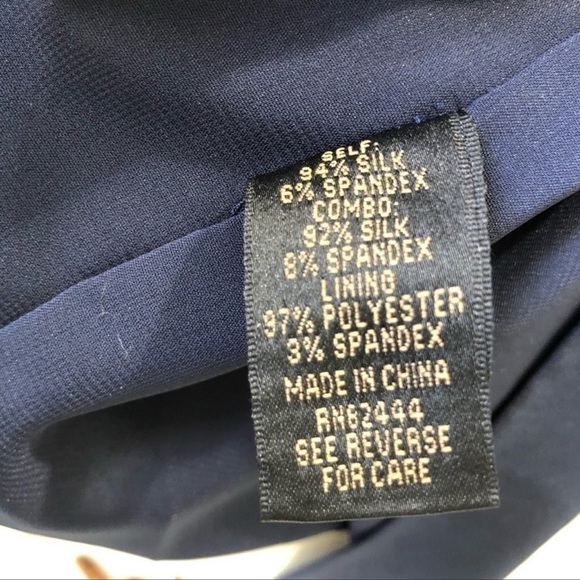 SELF:
94% SILK
6% SPANDEX
COMBO:
92% SILK
8% SPANDEX
LINING
97% POLYESTER
3% SPANDEX
MADE IN CHINA
RN62444
SEE REVERSE
FOR CARE